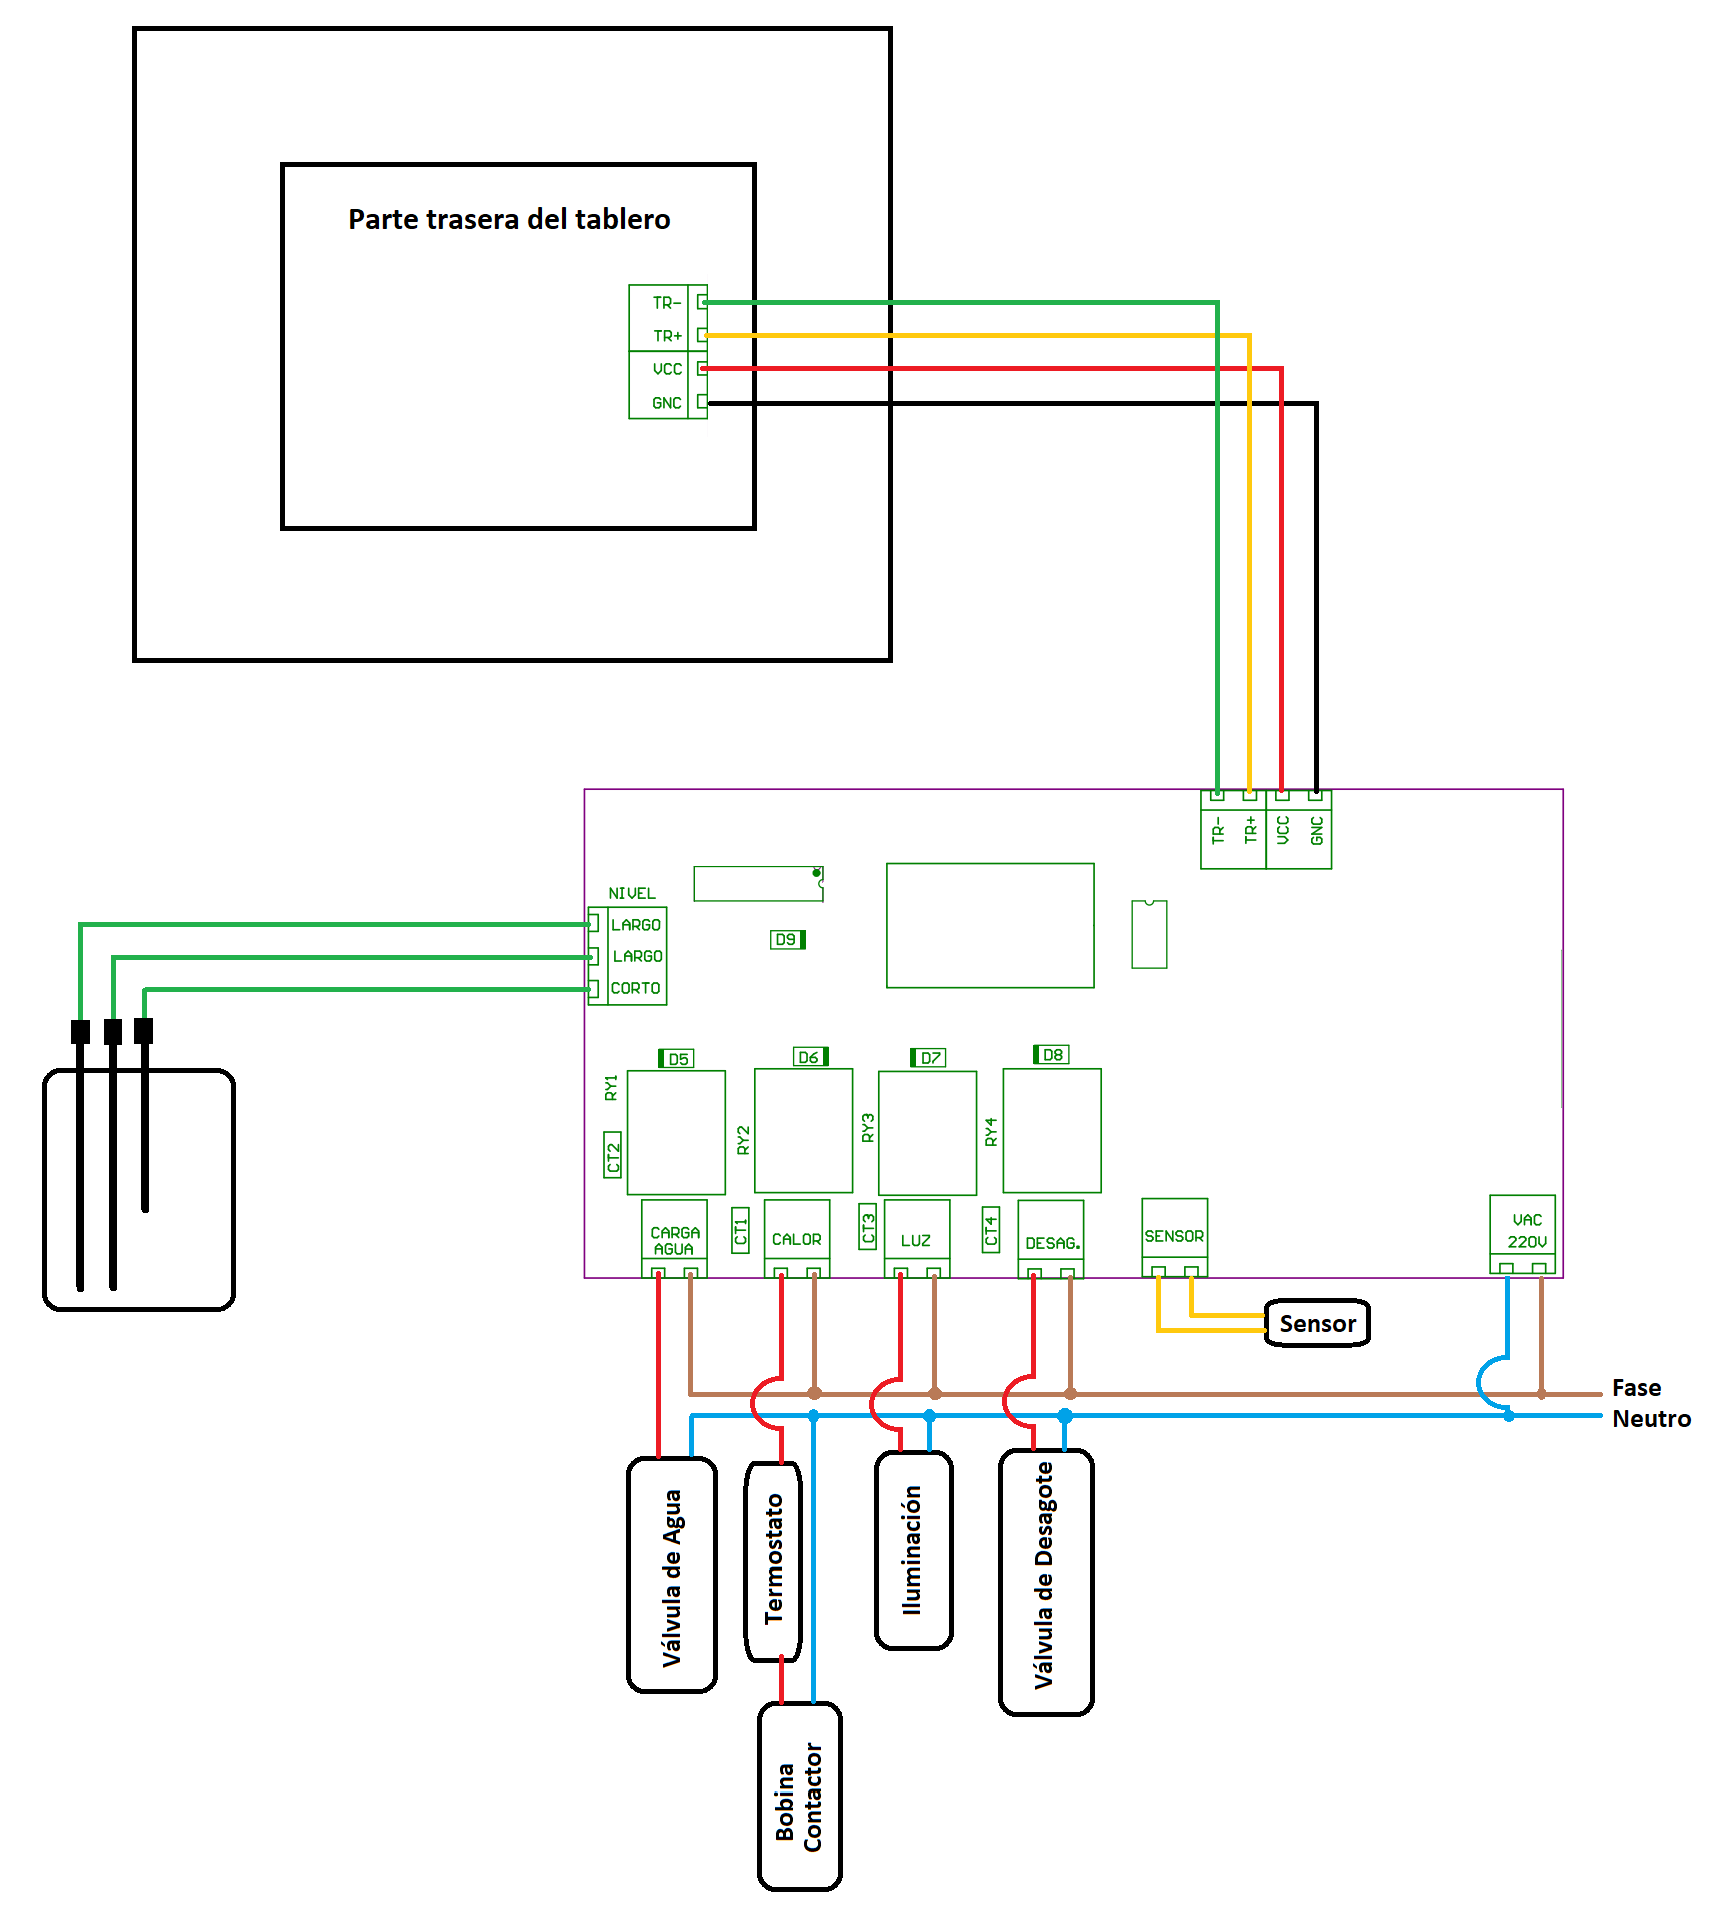 Parte trasera del tablero
TR-
TR+
VCC
GNC
TR-
TR+
VCC
GNC
NIVEL
LARGO
LARGO
CORTO
D9
D5
D6
D7
D8
RY1
RY2
RY3
RY4
CT2
CT1
CT3
CT4
CARGA
AGUA
CALOR
LUZ
DESAG.
SENSOR
VAC
220V
Sensor
Fase
Neutro
Válvula de Agua
Termostato
Iluminación
Válvula de Desagote
Bobina
Contactor